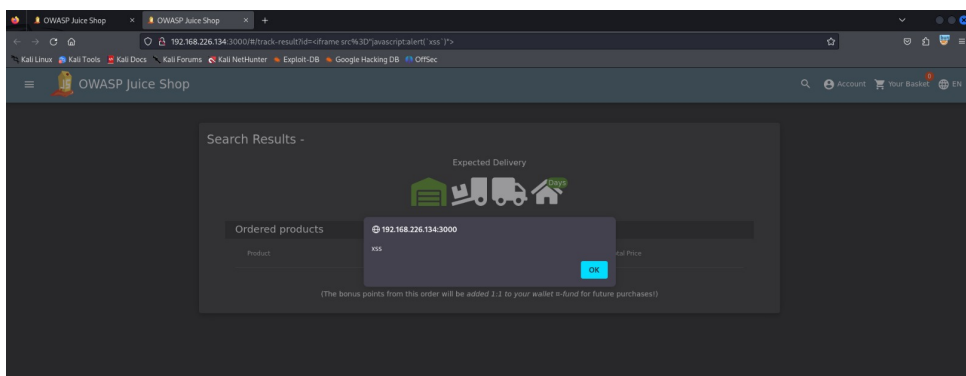 OWASP Juice Shop × OWASP Juice Shop × +
192.168.226.134:3000/#/track-result?id=<iframe src%3D"javascript:alert(`xss`)">
Kali Linux Kali Tools Kali Docs Kali Forums Kali NetHunter Exploit-DB Google Hacking DB OffSec
OWASP Juice Shop Account Your Basket 0 EN
Search Results -
Expected Delivery
Days
Ordered products
192.168.226.134:3000
xss
Product tal Price
OK
(The bonus points from this order will be added 1:1 to your wallet ¤-fund for future purchases!)